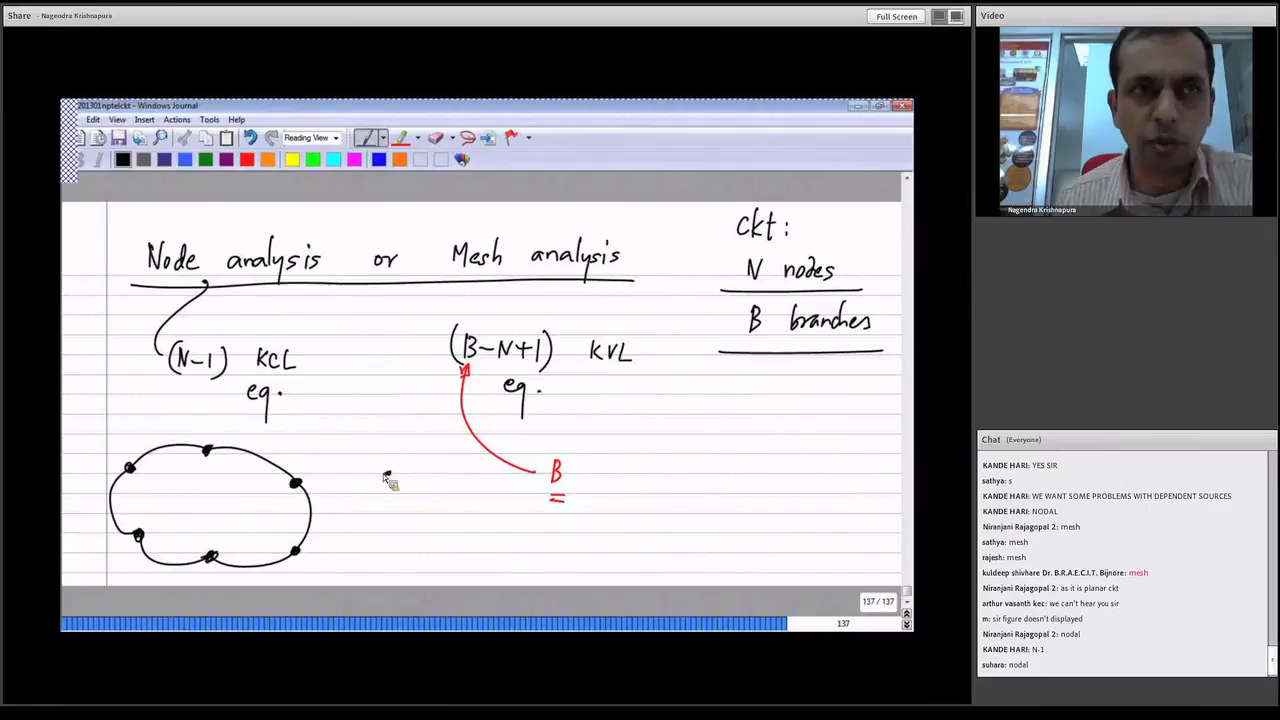 Share - Nagendra Krishnapura
Full Screen
Video
201301nptelckt - Windows Journal
Edit View Insert Actions Tools Help
Reading View
Nagendra Krishnapura
Ckt:
Node analysis or Mesh analysis
N nodes
B branches
(N-1) KCL
eq.
(B-N+1) KVL
eq.
B
137 / 137
137
Chat (Everyone)
KANDE HARI: YES SIR
sathya: s
KANDE HARI: WE WANT SOME PROBLEMS WITH DEPENDENT SOURCES
KANDE HARI: NODAL
Niranjani Rajagopal 2: mesh
sathya: mesh
rajesh: mesh
kuldeep shivhare Dr. B.R.A.E.C.I.T. Bijnore: mesh
Niranjani Rajagopal 2: as it is planar ckt
arthur vasanth kec: we can't hear you sir
m: sir figure doesn't displayed
Niranjani Rajagopal 2: nodal
KANDE HARI: N-1
suhara: nodal